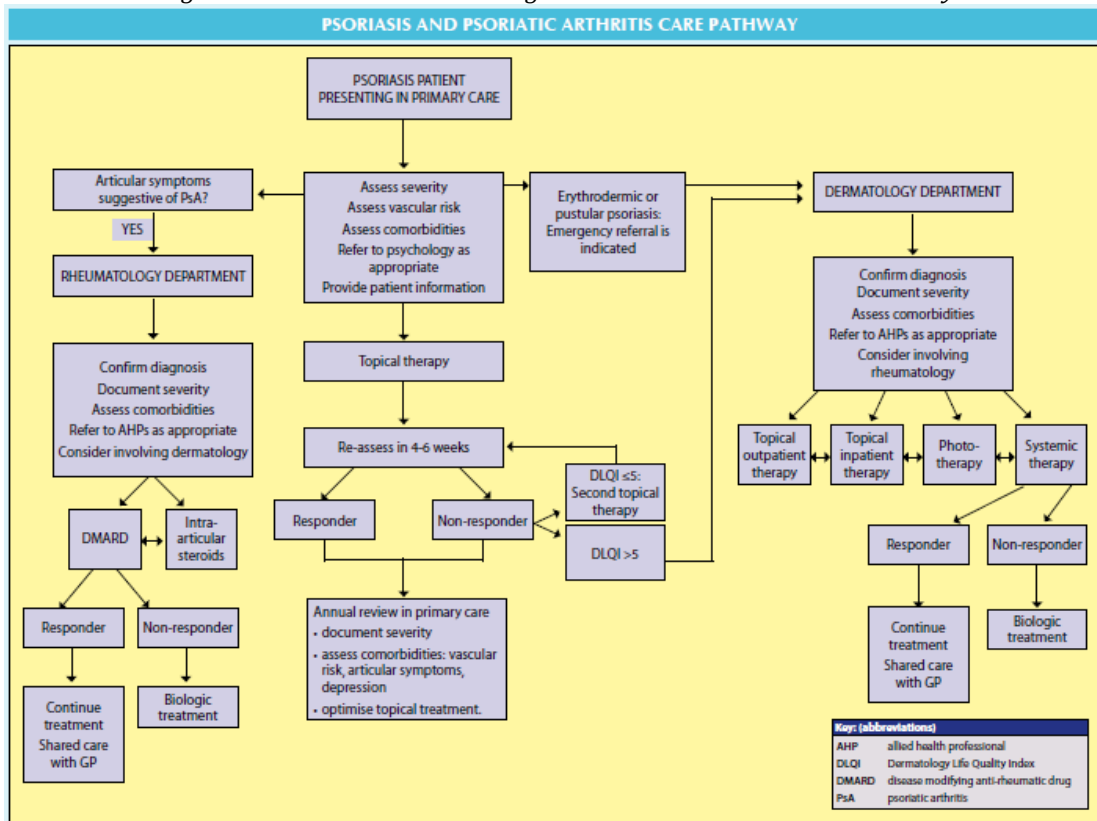 PSORIASIS AND PSORIATIC ARTHRITIS CARE PATHWAY
PSORIASIS PATIENT
PRESENTING IN PRIMARY CARE
Articular symptoms
suggestive of PsA?
YES
RHEUMATOLOGY DEPARTMENT
Confirm diagnosis
Document severity
Assess comorbidities
Refer to AHPs as appropriate
Consider involving dermatology
DMARD
Intra-
articular
steroids
Responder
Non-responder
Continue
treatment
Shared care
with GP
Biologic
treatment
Assess severity
Assess vascular risk
Assess comorbidities
Refer to psychology as
appropriate
Provide patient information
Topical therapy
Re-assess in 4-6 weeks
Responder
Non-responder
DLQI ≤5:
Second topical
therapy
DLQI >5
Annual review in primary care
• document severity
• assess comorbidities: vascular
risk, articular symptoms,
depression
• optimise topical treatment.
Erythrodermic or
pustular psoriasis:
Emergency referral is
indicated
DERMATOLOGY DEPARTMENT
Confirm diagnosis
Document severity
Assess comorbidities
Refer to AHPs as appropriate
Consider involving
rheumatology
Topical
outpatient
therapy
Topical
inpatient
therapy
Photo-
therapy
Systemic
therapy
Responder
Non-responder
Continue
treatment
Shared care
with GP
Biologic
treatment
Key: (abbreviations)
AHP allied health professional
DLQI Dermatology Life Quality Index
DMARD disease modifying anti-rheumatic drug
PsA psoriatic arthritis